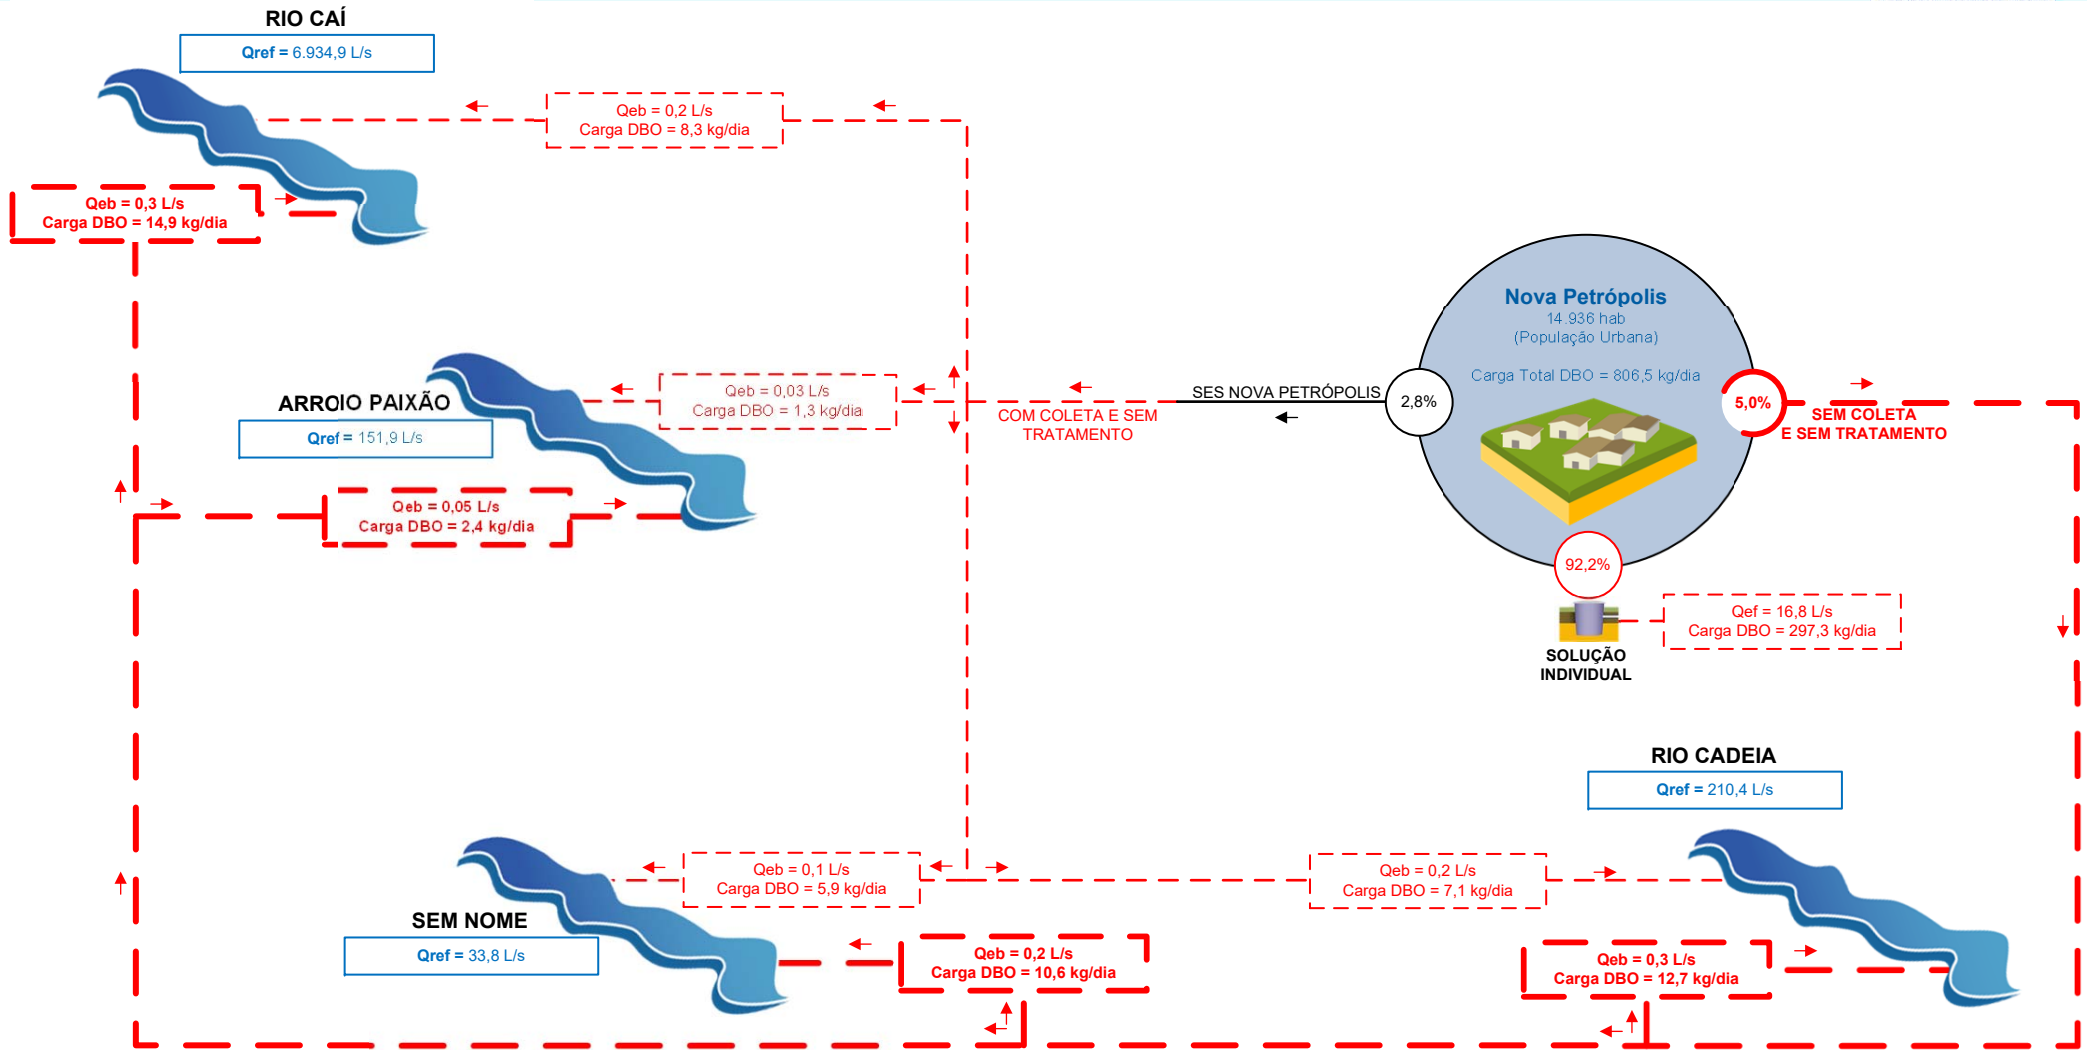 RIO CAÍ
Qref = 6.934,9 L/s
Qeb = 0,2 L/s
Carga DBO = 8,3 kg/dia
Qeb = 0,3 L/s
Carga DBO = 14,9 kg/dia
Nova Petrópolis
14.936 hab
(População Urbana)
Carga Total DBO = 806,5 kg/dia
ARROIO PAIXÃO
Qref = 151,9 L/s
Qeb = 0,03 L/s
Carga DBO = 1,3 kg/dia
COM COLETA E SEM
TRATAMENTO
SES NOVA PETRÓPOLIS
2,8%
5,0%
SEM COLETA
E SEM TRATAMENTO
Qeb = 0,05 L/s
Carga DBO = 2,4 kg/dia
92,2%
SOLUÇÃO
INDIVIDUAL
Qef = 16,8 L/s
Carga DBO = 297,3 kg/dia
RIO CADEIA
Qref = 210,4 L/s
Qeb = 0,1 L/s
Carga DBO = 5,9 kg/dia
Qeb = 0,2 L/s
Carga DBO = 7,1 kg/dia
SEM NOME
Qref = 33,8 L/s
Qeb = 0,2 L/s
Carga DBO = 10,6 kg/dia
Qeb = 0,3 L/s
Carga DBO = 12,7 kg/dia